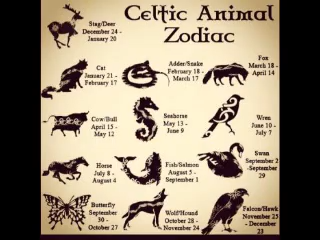 Celtic Animal
Zodiac
Stag/Deer
December 24 -
January 20
Cat
January 21 -
February 17
Adder/Snake
February 18 -
March 17
Fox
March 18 -
April 14
Cow/Bull
April 15 -
May 12
Seahorse
May 13 -
June 9
Wren
June 10 -
July 7
Horse
July 8 -
August 4
Fish/Salmon
August 5 -
September 1
Swan
September 2
-September
29
Butterfly
September
30 -
October 27
Wolf/Hound
October 28 -
November 24
Falcon/Hawk
November 25
- December
23